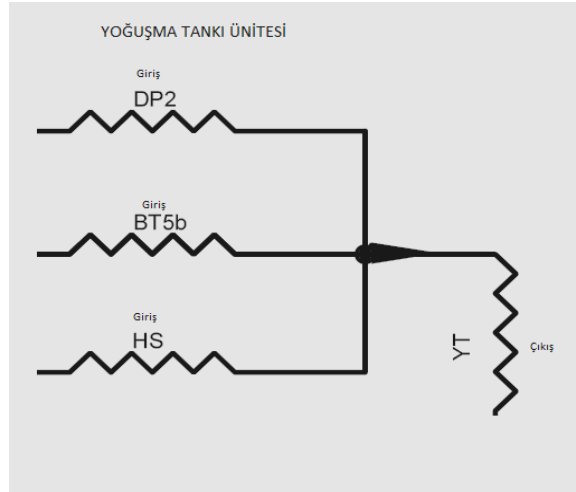 YOĞUŞMA TANKI ÜNİTESİ
Giriş
DP2
Giriş
BT5b
Giriş
HS
YT
Çıkış